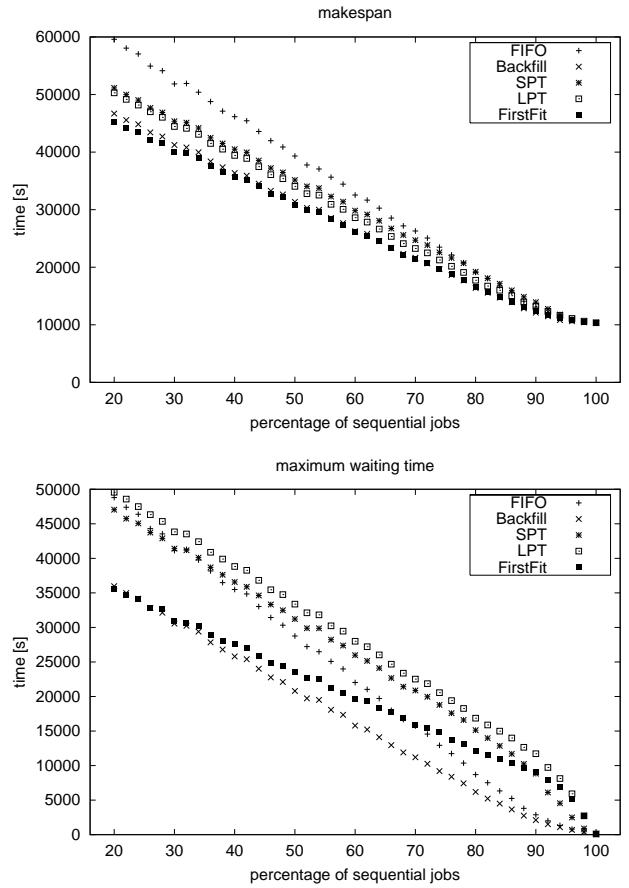 makespan
60000
50000
40000
30000
20000
10000
0
time [s]
FIFO
Backfill
SPT
LPT
FirstFit
20 30 40 50 60 70 80 90 100
percentage of sequential jobs
maximum waiting time
50000
45000
40000
35000
30000
25000
20000
15000
10000
5000
0
time [s]
FIFO
Backfill
SPT
LPT
FirstFit
20 30 40 50 60 70 80 90 100
percentage of sequential jobs